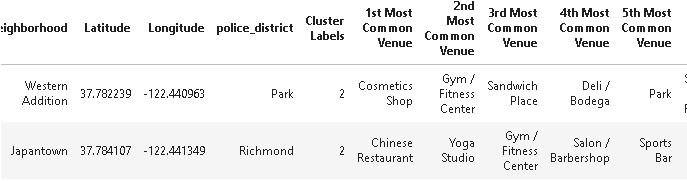 eighborhood Latitude Longitude police_district Cluster Labels 1st Most Common Venue 2nd Most Common Venue 3rd Most Common Venue 4th Most Common Venue 5th Most Common Venue
Western Addition 37.782239 -122.440963 Park 2 Cosmetics Shop Gym / Fitness Center Sandwich Place Deli / Bodega Park
Japantown 37.784107 -122.441349 Richmond 2 Chinese Restaurant Yoga Studio Gym / Fitness Center Salon / Barbershop Sports Bar